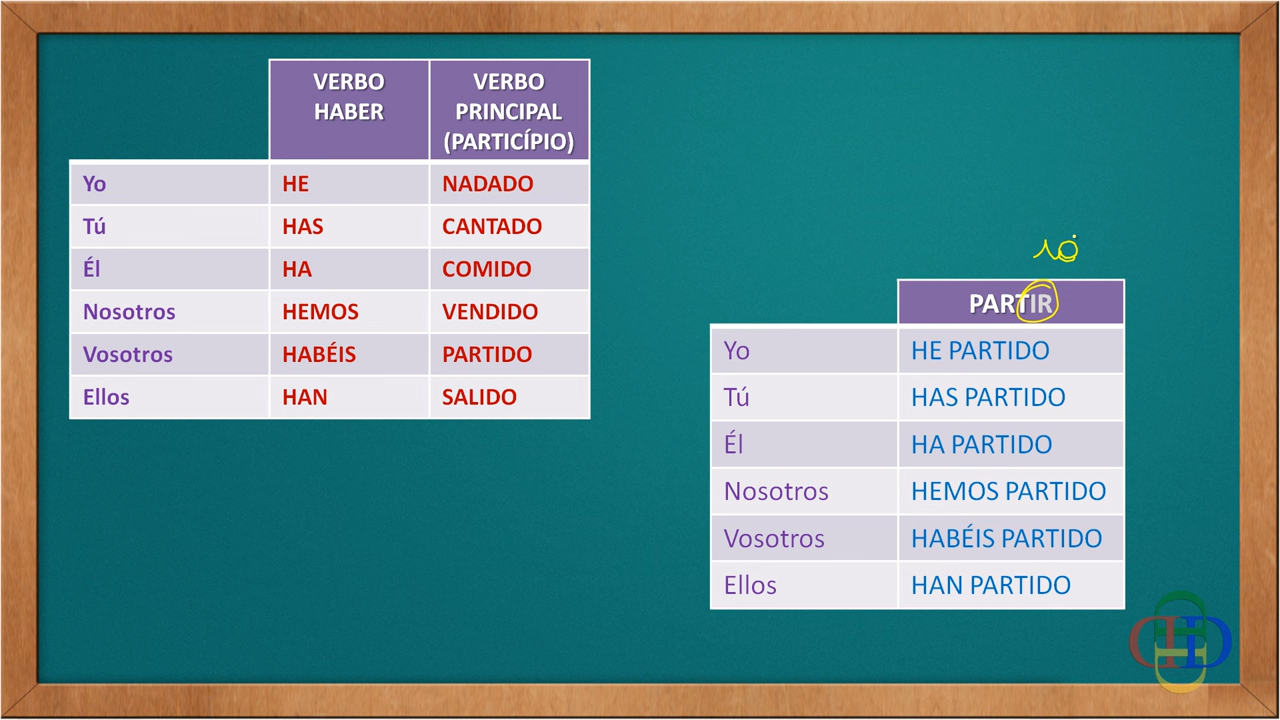 VERBO HABER
VERBO PRINCIPAL (PARTICÍPIO)
Yo HE NADADO
Tú HAS CANTADO
Él HA COMIDO
Nosotros HEMOS VENDIDO
Vosotros HABÉIS PARTIDO
Ellos HAN SALIDO
PARTIR
Yo HE PARTIDO
Tú HAS PARTIDO
Él HA PARTIDO
Nosotros HEMOS PARTIDO
Vosotros HABÉIS PARTIDO
Ellos HAN PARTIDO